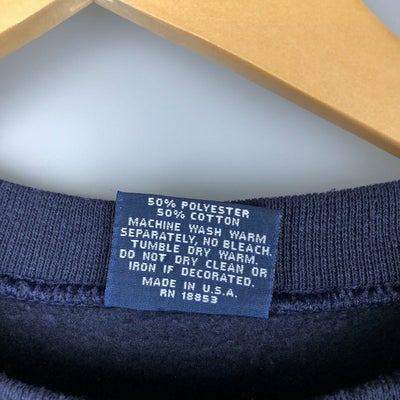 50% POLYESTER
50% COTTON
MACHINE WASH WARM
SEPARATELY, NO BLEACH.
TUMBLE DRY WARM.
DO NOT DRY CLEAN OR
IRON IF DECORATED.
MADE IN U.S.A.
RN 18853